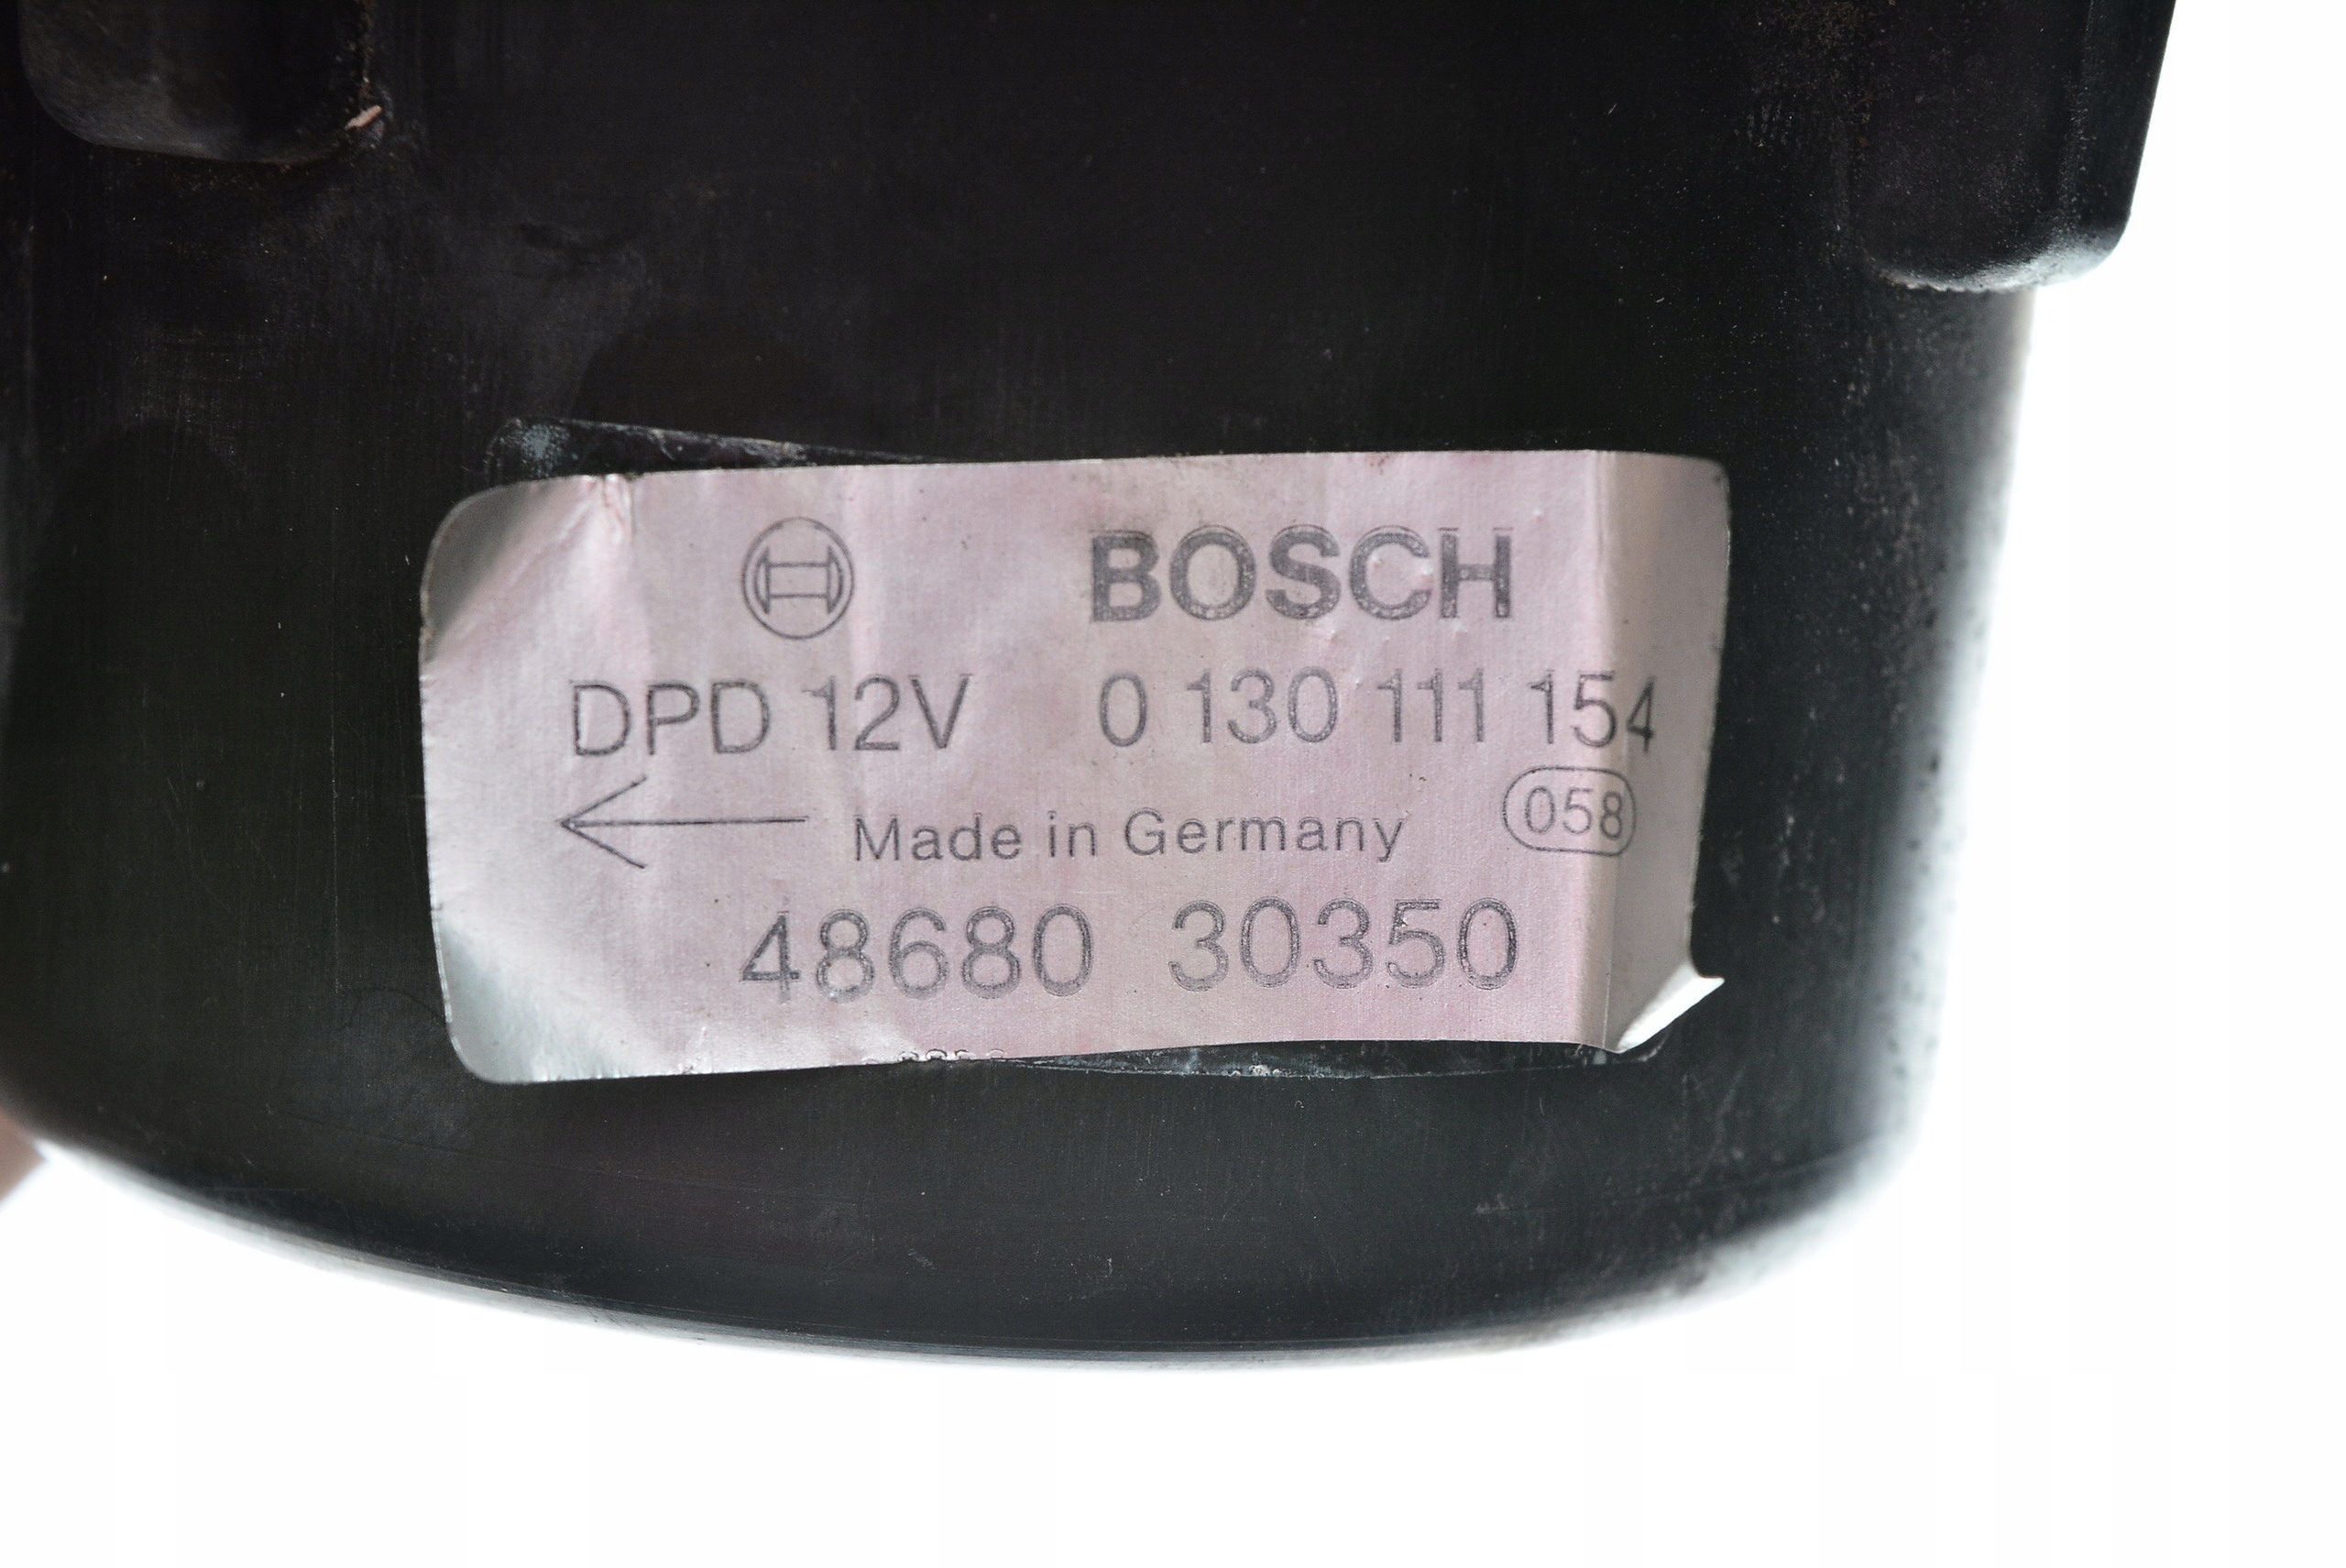 BOSCH
DPD 12V 0 130 111 154
Made in Germany 058
48680 30350